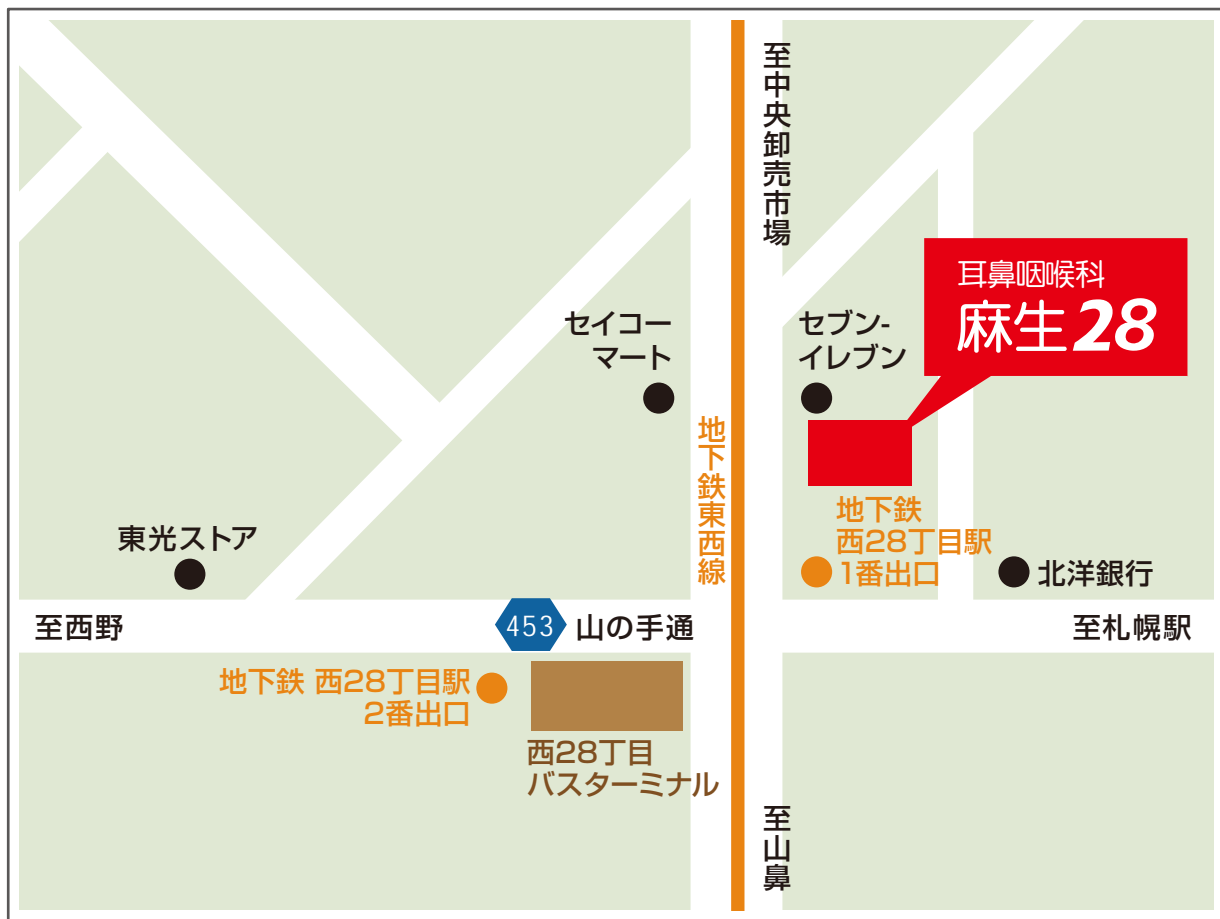 至中央卸売市場
耳鼻咽喉科
麻生28
セイコー
マート
セブン-
イレブン
地下鉄東西線
地下鉄
西28丁目駅
1番出口
東光ストア
北洋銀行
至西野
453
山の手通
至札幌駅
地下鉄 西28丁目駅
2番出口
西28丁目
バスターミナル
至山鼻